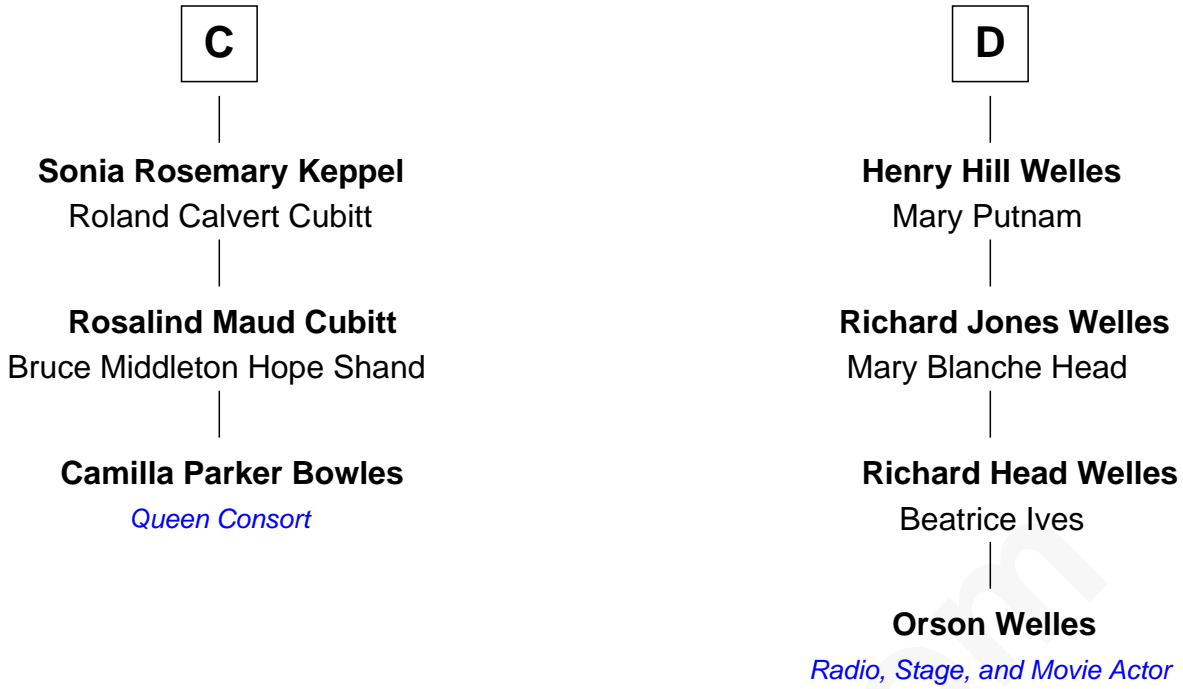 C
Sonia Rosemary Keppel
Roland Calvert Cubitt
Rosalind Maud Cubitt
Bruce Middleton Hope Shand
Camilla Parker Bowles
Queen Consort
D
Henry Hill Welles
Mary Putnam
Richard Jones Welles
Mary Blanche Head
Richard Head Welles
Beatrice Ives
Orson Welles
Radio, Stage, and Movie Actor
om